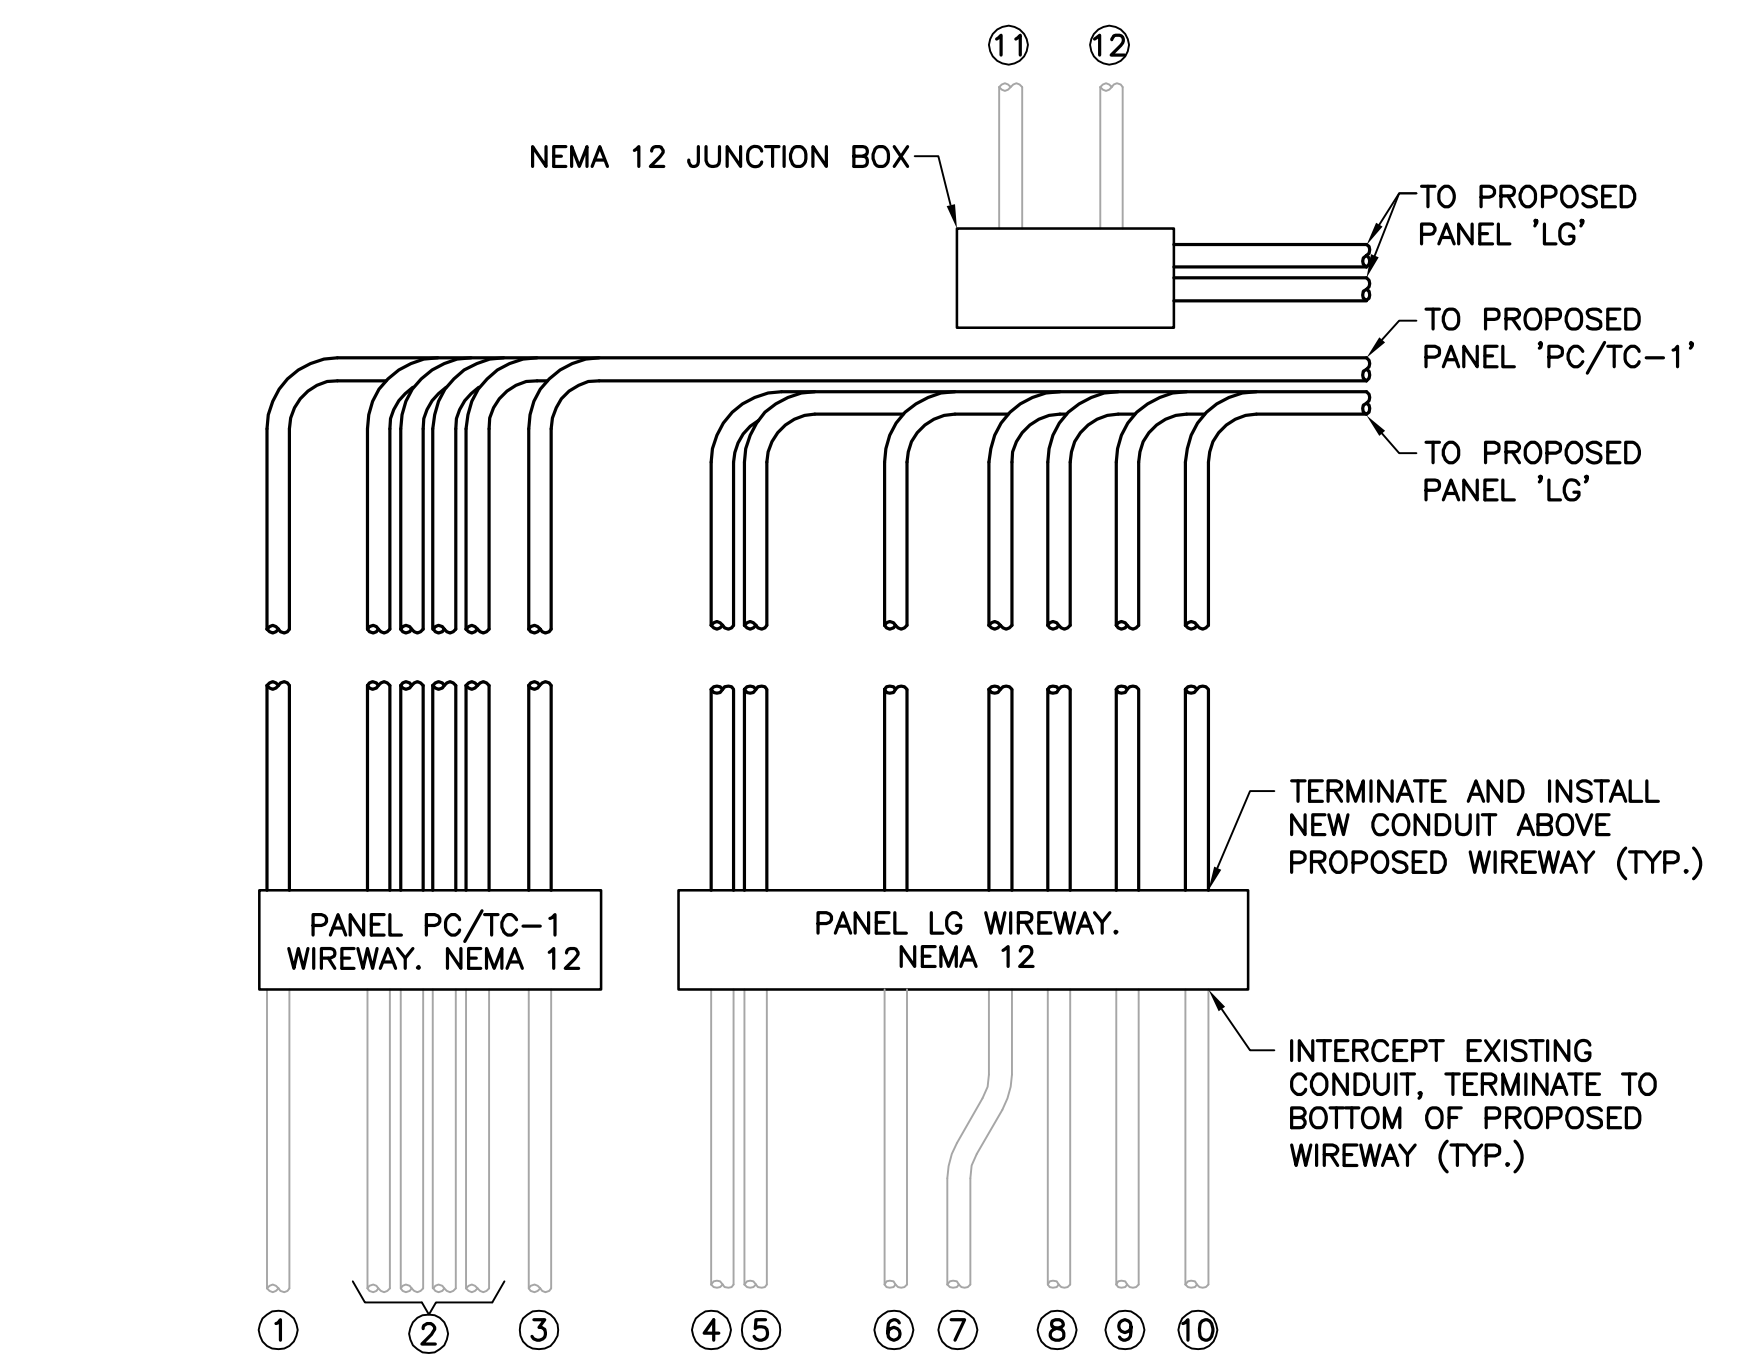 11
12
NEMA 12 JUNCTION BOX
TO PROPOSED
PANEL 'LG'
TO PROPOSED
PANEL 'PC/TC-1'
TO PROPOSED
PANEL 'LG'
TERMINATE AND INSTALL
NEW CONDUIT ABOVE
PROPOSED WIREWAY (TYP.)
PANEL PC/TC-1
WIREWAY. NEMA 12
PANEL LG WIREWAY.
NEMA 12
INTERCEPT EXISTING
CONDUIT, TERMINATE TO
BOTTOM OF PROPOSED
WIREWAY (TYP.)
1
2
3
4
5
6
7
8
9
10